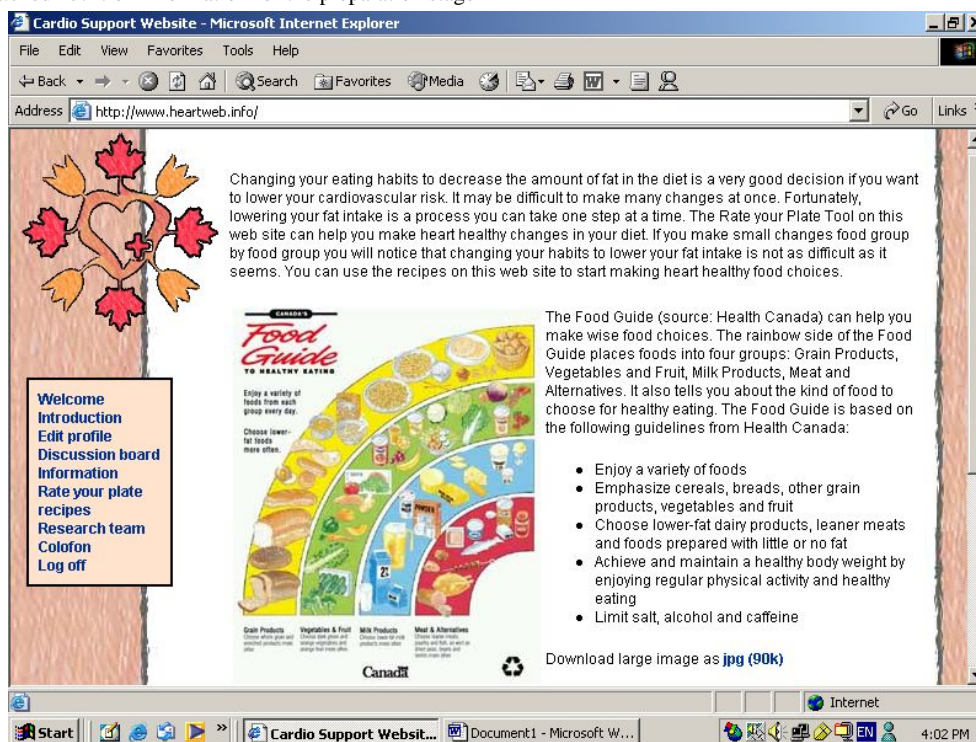 Cardio Support Website - Microsoft Internet Explorer
File Edit View Favorites Tools Help
Back Search Favorites Media
Address http://www.heartweb.info/ Go Links
Changing your eating habits to decrease the amount of fat in the diet is a very good decision if you want
to lower your cardiovascular risk. It may be difficult to make many changes at once. Fortunately,
lowering your fat intake is a process you can take one step at a time. The Rate your Plate Tool on this
web site can help you make heart healthy changes in your diet. If you make small changes food group
by food group you will notice that changing your habits to lower your fat intake is not as difficult as it
seems. You can use the recipes on this web site to start making heart healthy food choices.
Welcome
Introduction
Edit profile
Discussion board
Information
Rate your plate
recipes
Research team
Colofon
Log off
CANADA'S
Food
Guide
TO HEALTHY EATING
Enjoy a variety of
foods from each
group every day.
Choose lower-
fat foods
more often.
Grain Products
Vegetables & Fruit
Milk Products
Meat & Alternatives
Canada
The Food Guide (source: Health Canada) can help you
make wise food choices. The rainbow side of the Food
Guide places foods into four groups: Grain Products,
Vegetables and Fruit, Milk Products, Meat and
Alternatives. It also tells you about the kind of food to
choose for healthy eating. The Food Guide is based on
the following guidelines from Health Canada:
• Enjoy a variety of foods
• Emphasize cereals, breads, other grain
products, vegetables and fruit
• Choose lower-fat dairy products, leaner meats
and foods prepared with little or no fat
• Achieve and maintain a healthy body weight by
enjoying regular physical activity and healthy
eating
• Limit salt, alcohol and caffeine
Download large image as jpg (90k)
Internet
Start Cardio Support Websit... Document1 - Microsoft W... EN 4:02 PM